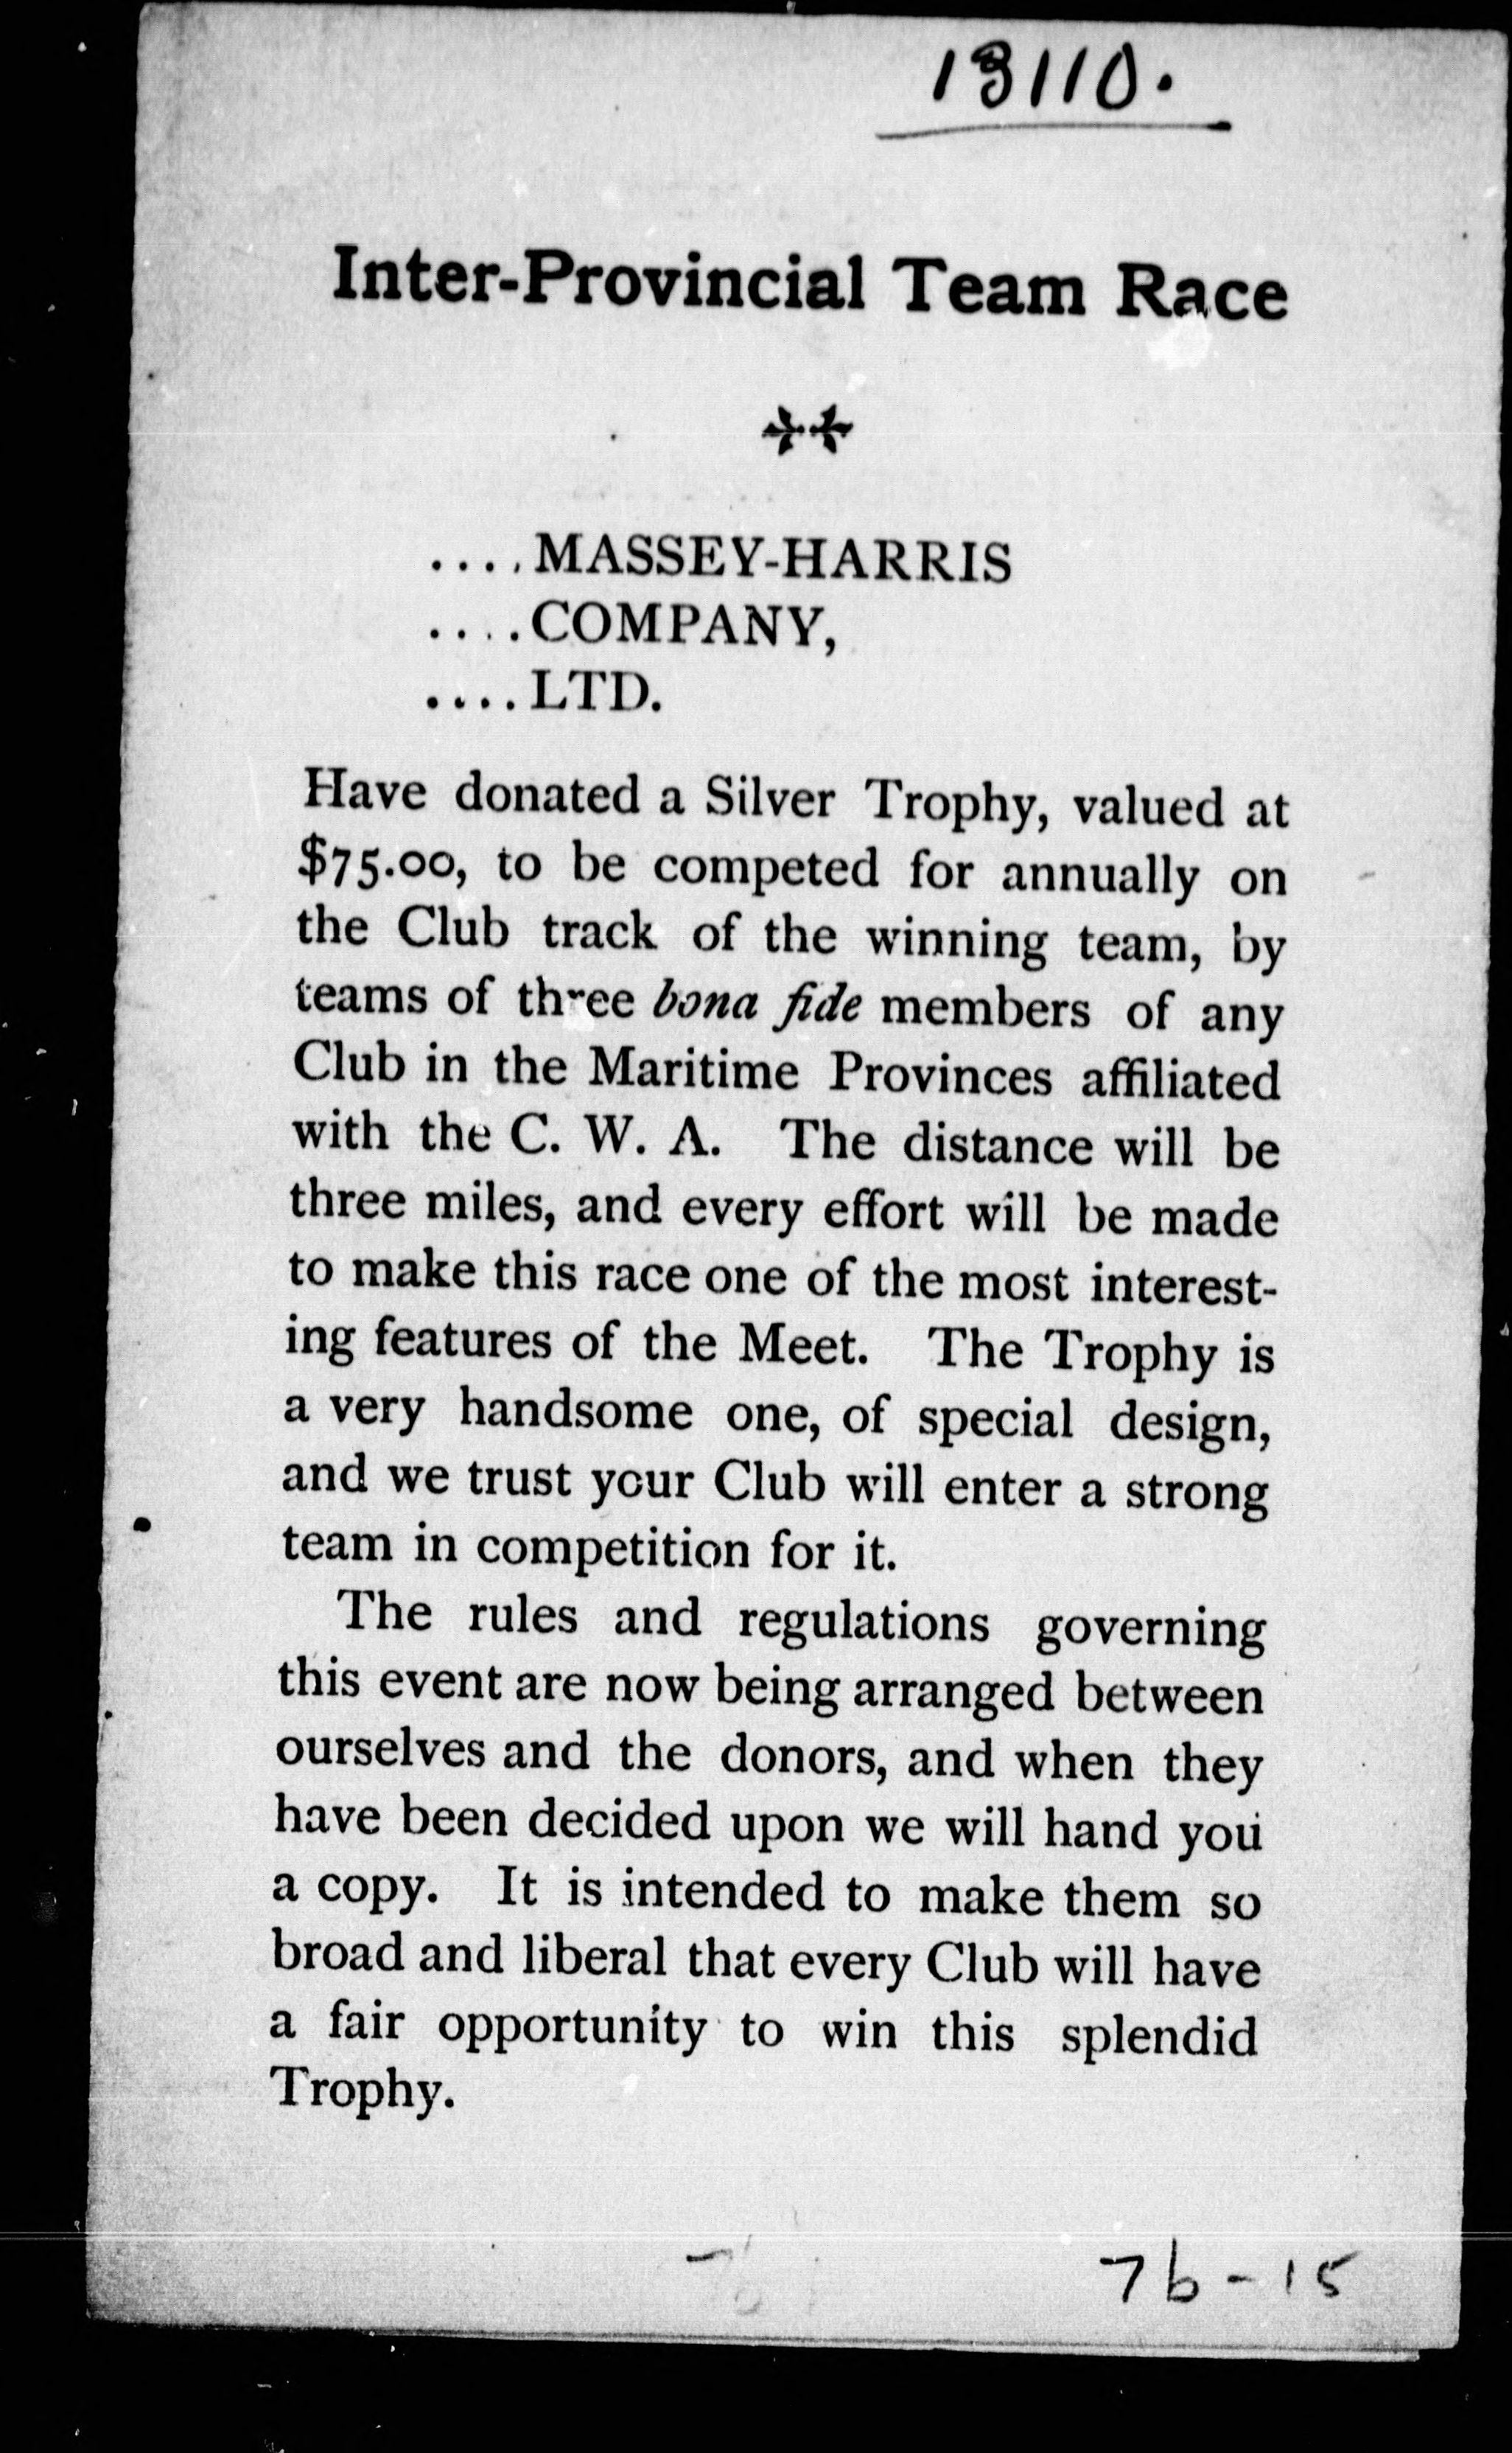 13110.
Inter-Provincial Team Race
....MASSEY-HARRIS
....COMPANY,
....LTD.
Have donated a Silver Trophy, valued at
$75.00, to be competed for annually on
the Club track of the winning team, by
teams of three bona fide members of any
Club in the Maritime Provinces affiliated
with the C. W. A. The distance will be
three miles, and every effort will be made
to make this race one of the most interest-
ing features of the Meet. The Trophy is
a very handsome one, of special design,
and we trust your Club will enter a strong
team in competition for it.
The rules and regulations governing
this event are now being arranged between
ourselves and the donors, and when they
have been decided upon we will hand you
a copy. It is intended to make them so
broad and liberal that every Club will have
a fair opportunity to win this splendid
Trophy.
76-15